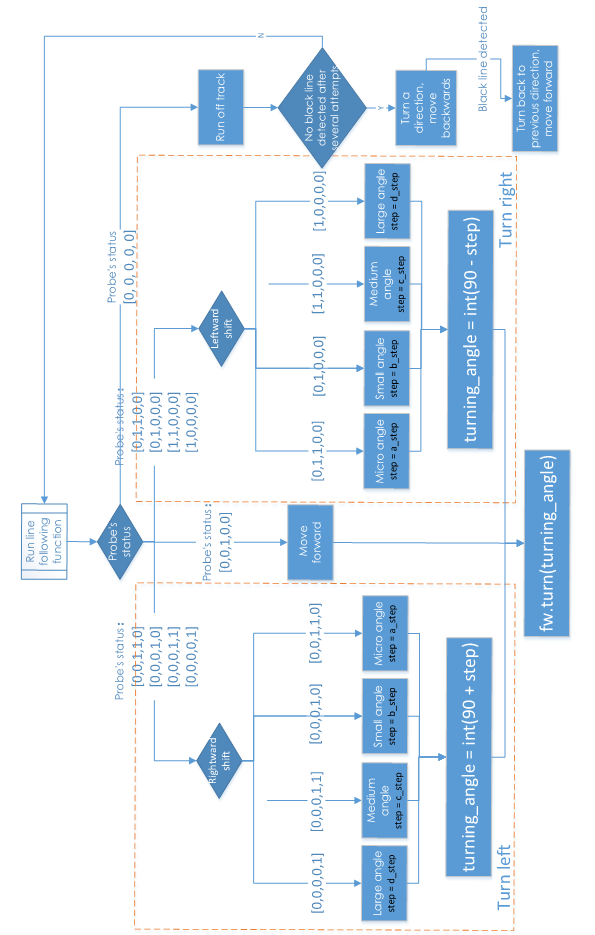 Run line
following
function
Probe's
status
Probe's status:
[0,0,1,1,0]
[0,0,0,1,0]
[0,0,0,1,1]
[0,0,0,0,1]
Probe's status:
[0,0,1,0,0]
Probe's status:
[0,1,1,0,0]
[0,1,0,0,0]
[1,1,0,0,0]
[1,0,0,0,0]
Probe's status
[0, 0, 0, 0, 0]
N
Rightward
shift
[0,0,0,0,1]
[0,0,0,1,1]
[0,0,0,1,0]
[0,0,1,1,0]
Large angle
step = d_step
Medium
angle
step = c_step
Small angle
step = b_step
Micro angle
step = a_step
turning_angle = int(90 + step)
Turn left
Move
forward
Leftward
shift
[0,1,1,0,0]
[0,1,0,0,0]
[1,1,0,0,0]
[1,0,0,0,0]
Micro angle
step = a_step
Small angle
step = b_step
Medium
angle
step = c_step
Large angle
step = d_step
turning_angle = int(90 - step)
Turn right
Run off track
No black line
detected after
several attempts
Y
Turn a
direction,
move
backwards
Black line detected
Turn back to
previous direction,
move forward
fw.turn(turning_angle)